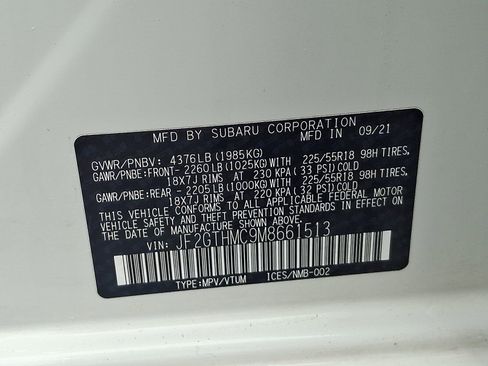 MFD BY SUBARU CORPORATION IN 09/21
GVWR/PNBV: 4376LB(1985KG)
GAWR/PNBE:FRONT- 2260LB(1025KG)WITH 225/55R18 98H TIRES,
18X7J RIMS AT 230 KPA (33 PSI)COLD
GAWR/PNBE:REAR - 2205LB(1000KG)WITH 225/55R18 98H TIRES,
18X7J RIMS AT 220 KPA (32 PSI)COLD
THIS VEHICLE CONFORMS TO ALL APPLICABLE FEDERAL MOTOR
VEHICLE SAFETY AND BUMPER STANDARDS IN EFFECT ON THE DATE
OF MANUFACTURE SHOWN ABOVE.
VIN: JF2GTHMC9M8661513
TYPE:MPV/VTUM ICES/NMB-002